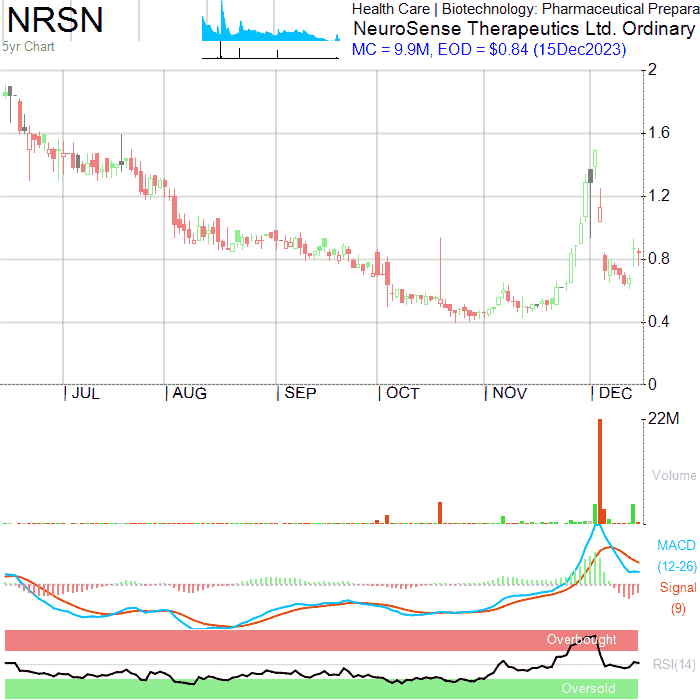 NRSN
5yr Chart
Health Care | Biotechnology: Pharmaceutical Prepara
NeuroSense Therapeutics Ltd. Ordinary
MC = 9.9M, EOD = $0.84 (15Dec2023)
2
1.6
1.2
0.8
0.4
0
JUL AUG SEP OCT NOV DEC
22M
Volume
MACD
(12-26)
Signal
(9)
Overbought
RSI(14)
Oversold